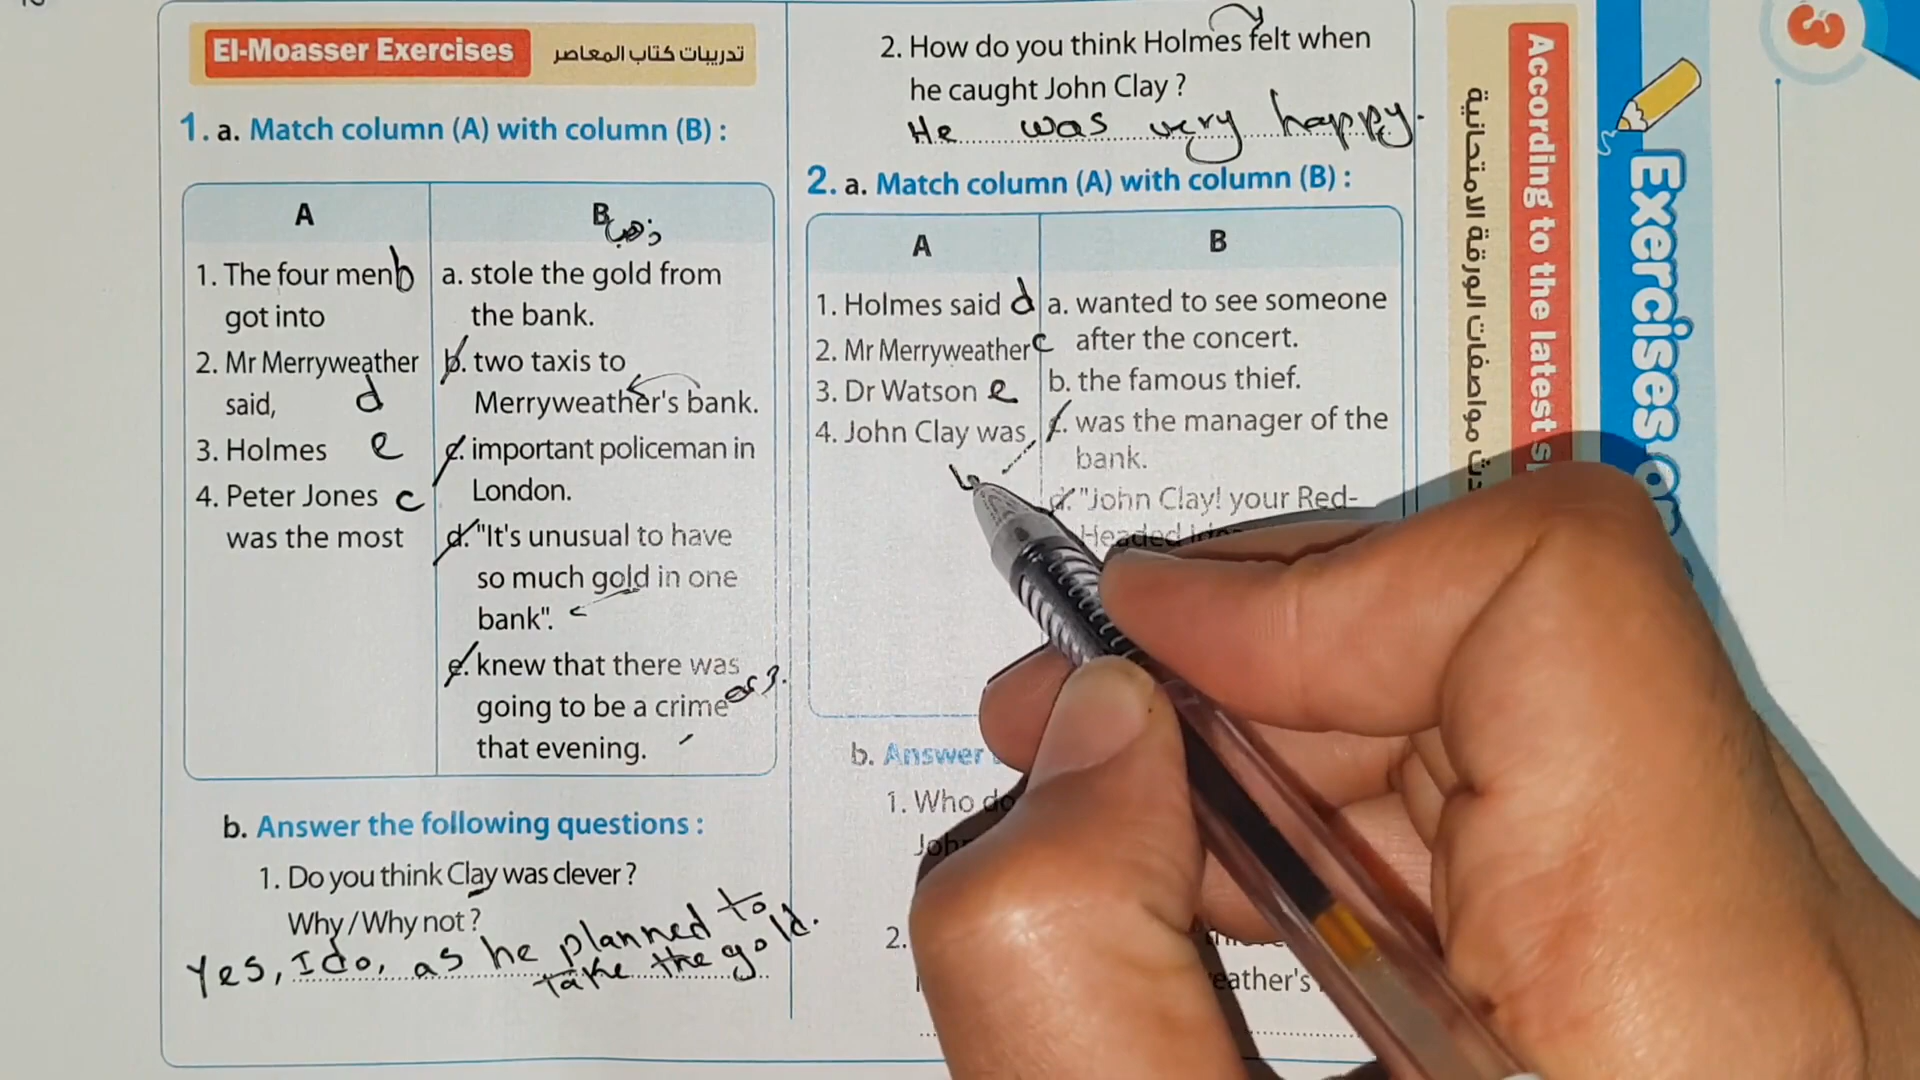 El-Moasser Exercises تدريبات كتاب المعاصر
1. a. Match column (A) with column (B) :
A
B
ذهب
1. The four men b
got into
2. Mr Merryweather
said, d
3. Holmes e
4. Peter Jones c
was the most
a. stole the gold from
the bank.
b. two taxis to
Merryweather's bank.
c. important policeman in
London.
d. "It's unusual to have
so much gold in one
bank".
e. knew that there was
going to be a crime
that evening.
b. Answer the following questions :
1. Do you think Clay was clever ?
Why / Why not ?
Yes, I do, as he planned to
take the gold.
2. How do you think Holmes felt when
he caught John Clay ?
He was very happy.
2. a. Match column (A) with column (B) :
A
B
1. Holmes said d
2. Mr Merryweather c
3. Dr Watson e
4. John Clay was
a. wanted to see someone
after the concert.
b. the famous thief.
c. was the manager of the
bank.
d. "John Clay! your Red-
Headed
b. Answer
1. Who do
John
2.
eather's
3
According to the latest
الورقة الامتحانية
مواصفات
Exercises on